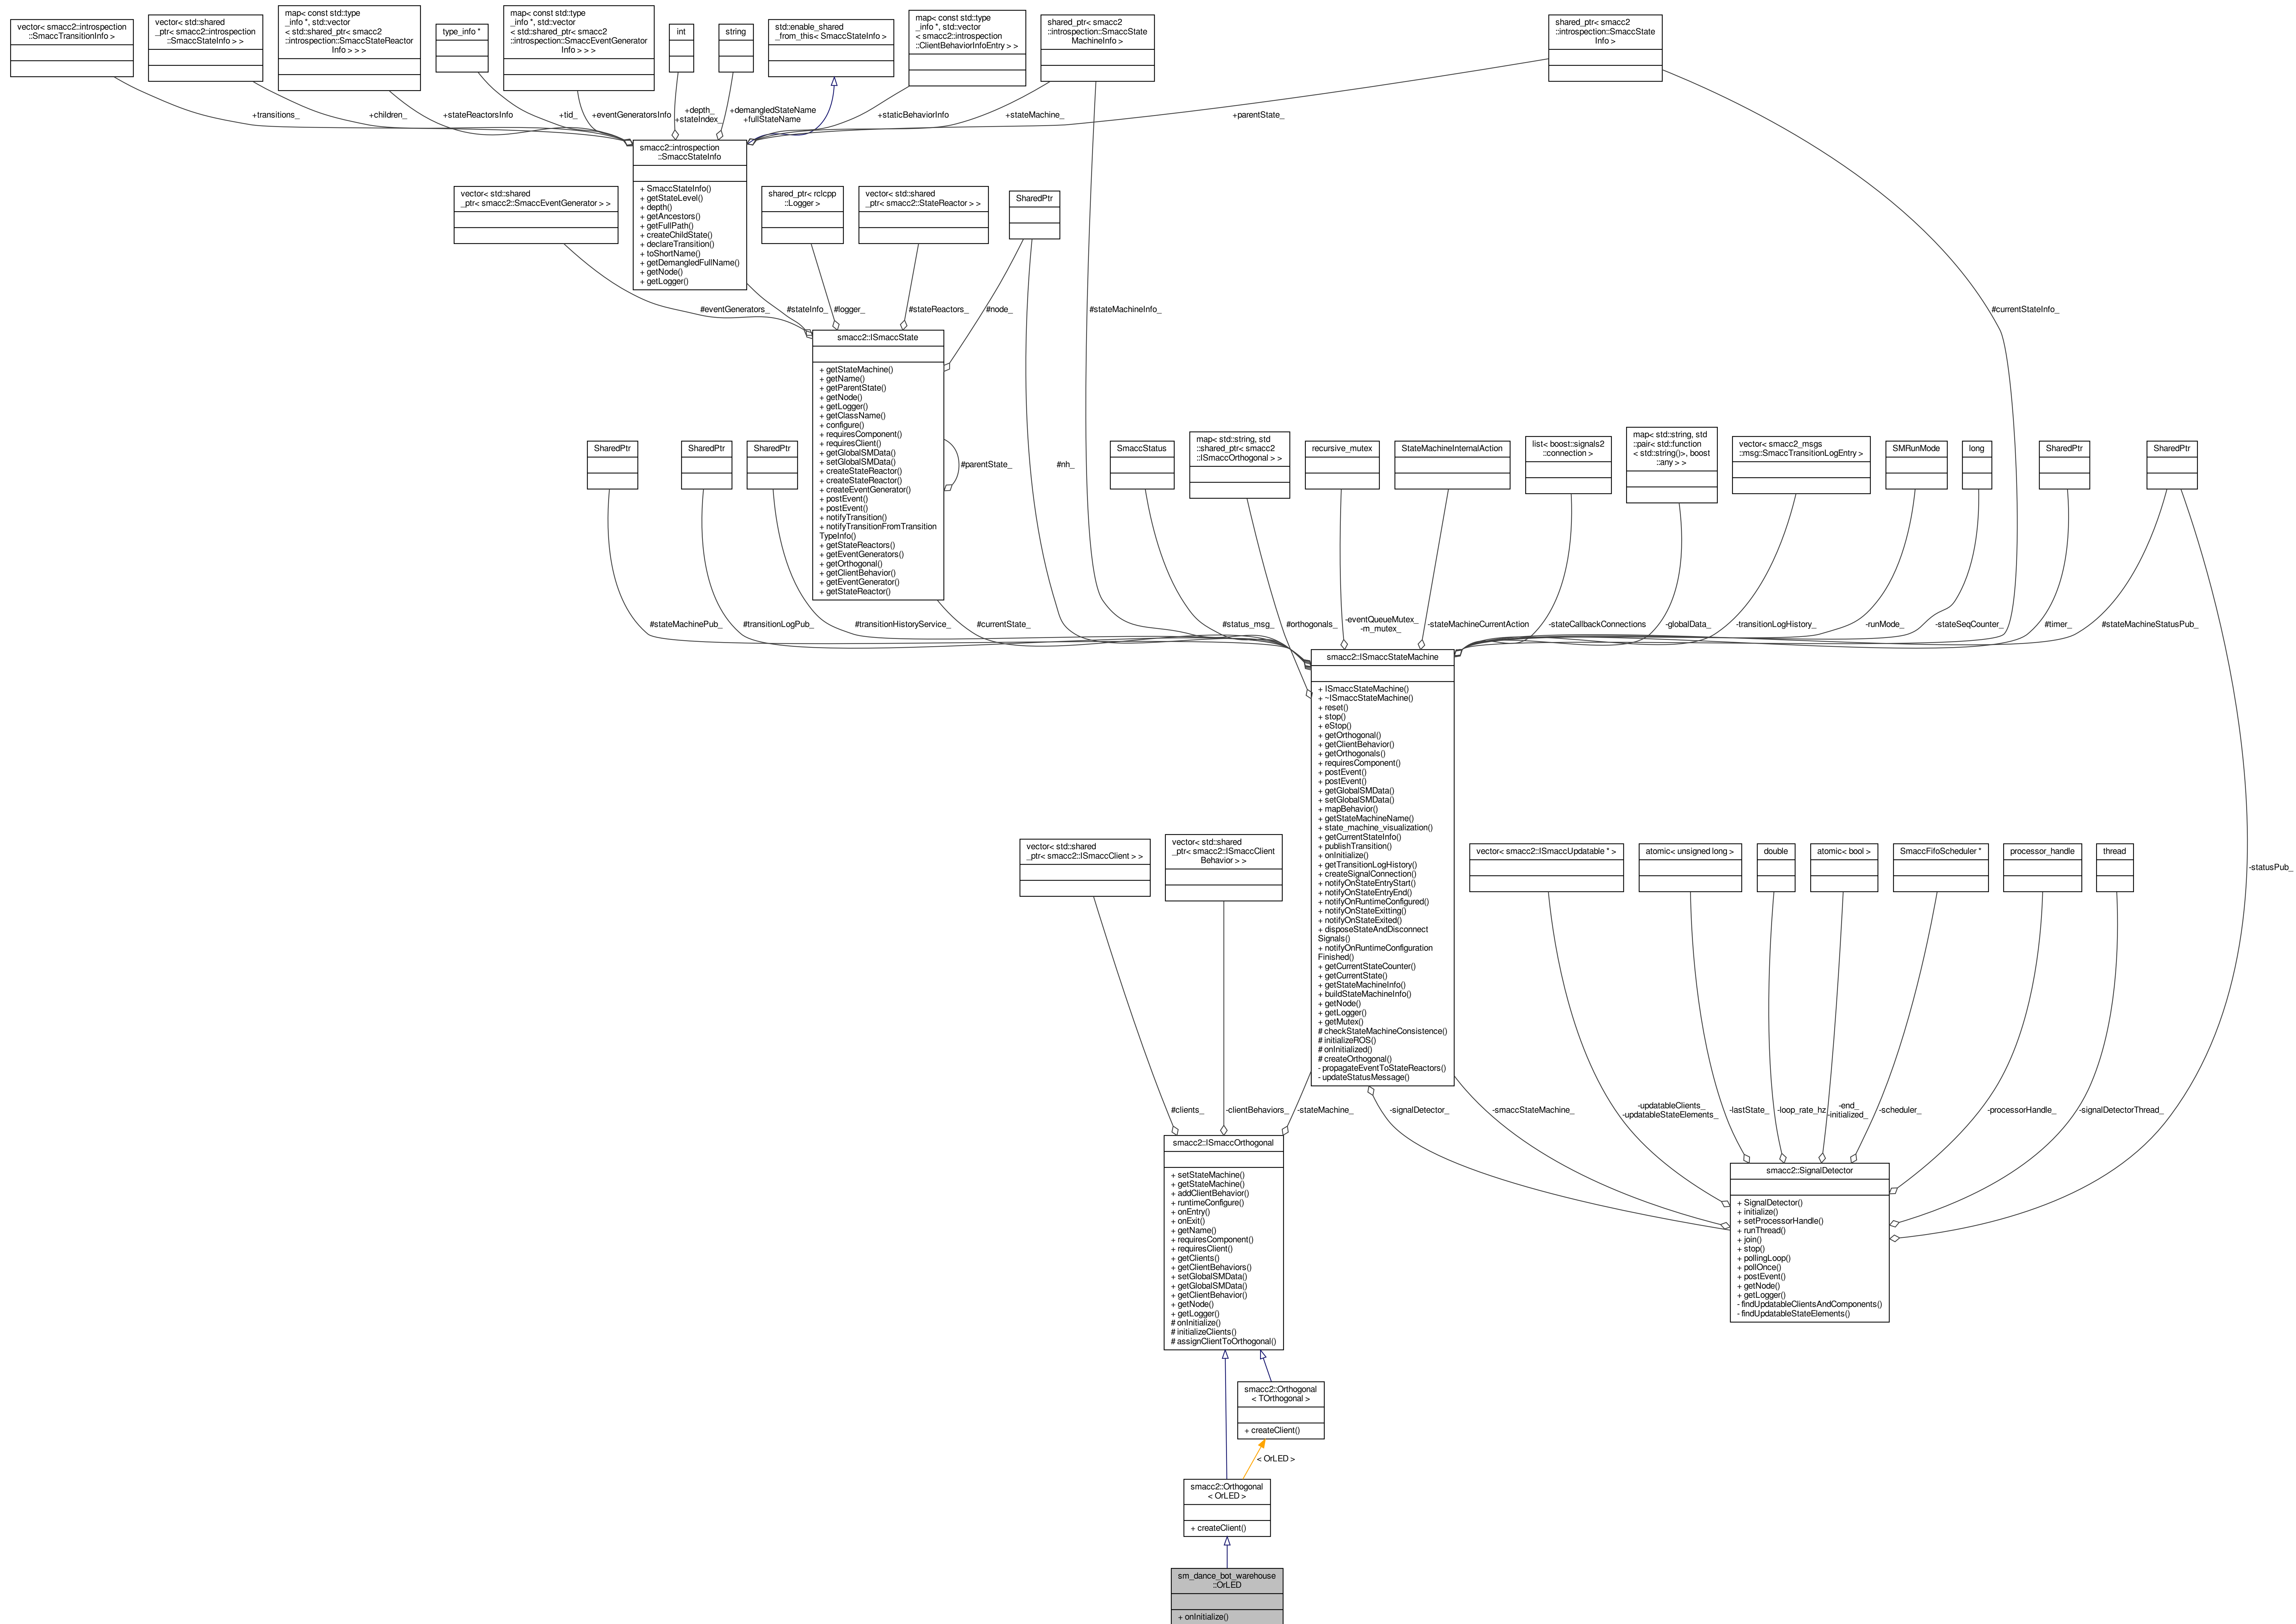 vector< smacc2::introspection
::SmaccTransitionInfo >
vector< std::shared
_ptr< smacc2::introspection
::SmaccStateInfo > >
map< const std::type
_info *, std::vector
< std::shared_ptr< smacc2
::introspection::SmaccStateReactor
Info > > >
type_info *
map< const std::type
_info *, std::vector
< std::shared_ptr< smacc2
::introspection::SmaccEventGenerator
Info > > >
int
string
std::enable_shared
_from_this< SmaccStateInfo >
map< const std::type
_info *, std::vector
< smacc2::introspection
::ClientBehaviorInfoEntry > >
shared_ptr< smacc2
::introspection::SmaccState
MachineInfo >
shared_ptr< smacc2
::introspection::SmaccState
Info >
+transitions_
+children_
+stateReactorsInfo
+tid_
+eventGeneratorsInfo
+depth_
+stateIndex_
+demangledStateName
+fullStateName
+staticBehaviorInfo
+stateMachine_
+parentState_
smacc2::introspection
::SmaccStateInfo
+ SmaccStateInfo()
+ getStateLevel()
+ depth()
+ getAncestors()
+ getFullPath()
+ createChildState()
+ declareTransition()
+ toShortName()
+ getDemangledFullName()
+ getNode()
+ getLogger()
vector< std::shared
_ptr< smacc2::SmaccEventGenerator > >
shared_ptr< rclcpp
::Logger >
vector< std::shared
_ptr< smacc2::StateReactor > >
SharedPtr
#eventGenerators_
#stateInfo_
#logger_
#stateReactors_
#node_
#stateMachineInfo_
#currentStateInfo_
smacc2::ISmaccState
+ getStateMachine()
+ getName()
+ getParentState()
+ getNode()
+ getLogger()
+ getClassName()
+ configure()
+ requiresComponent()
+ requiresClient()
+ getGlobalSMData()
+ setGlobalSMData()
+ createStateReactor()
+ createStateReactor()
+ createEventGenerator()
+ postEvent()
+ postEvent()
+ notifyTransition()
+ notifyTransitionFromTransition
TypeInfo()
+ getStateReactors()
+ getEventGenerators()
+ getOrthogonal()
+ getClientBehavior()
+ getEventGenerator()
+ getStateReactor()
#parentState_
#nh_
SharedPtr
SharedPtr
SharedPtr
SmaccStatus
map< std::string, std
::shared_ptr< smacc2
::ISmaccOrthogonal > >
recursive_mutex
StateMachineInternalAction
list< boost::signals2
::connection >
map< std::string, std
::pair< std::function
< std::string()>, boost
::any > >
vector< smacc2_msgs
::msg::SmaccTransitionLogEntry >
SMRunMode
long
SharedPtr
SharedPtr
#stateMachinePub_
#transitionLogPub_
#transitionHistoryService_
#currentState_
#status_msg_
#orthogonals_
-eventQueueMutex_
-m_mutex_
-stateMachineCurrentAction
-stateCallbackConnections
-globalData_
-transitionLogHistory_
-runMode_
-stateSeqCounter_
#timer_
#stateMachineStatusPub_
smacc2::ISmaccStateMachine
+ ISmaccStateMachine()
+ ~ISmaccStateMachine()
+ reset()
+ stop()
+ eStop()
+ getOrthogonal()
+ getClientBehavior()
+ getOrthogonals()
+ requiresComponent()
+ postEvent()
+ postEvent()
+ getGlobalSMData()
+ setGlobalSMData()
+ mapBehavior()
+ getStateMachineName()
+ state_machine_visualization()
+ getCurrentStateInfo()
+ publishTransition()
+ onInitialize()
+ getTransitionLogHistory()
+ createSignalConnection()
+ notifyOnStateEntryStart()
+ notifyOnStateEntryEnd()
+ notifyOnRuntimeConfigured()
+ notifyOnStateExitting()
+ notifyOnStateExited()
+ disposeStateAndDisconnect
Signals()
+ notifyOnRuntimeConfiguration
Finished()
+ getCurrentStateCounter()
+ getCurrentState()
+ getStateMachineInfo()
+ buildStateMachineInfo()
+ getNode()
+ getLogger()
+ getMutex()
# checkStateMachineConsistence()
# initializeROS()
# onInitialized()
# createOrthogonal()
- propagateEventToStateReactors()
- updateStatusMessage()
vector< std::shared
_ptr< smacc2::ISmaccClient > >
vector< std::shared
_ptr< smacc2::ISmaccClient
Behavior > >
vector< smacc2::ISmaccUpdatable * >
atomic< unsigned long >
double
atomic< bool >
SmaccFifoScheduler *
processor_handle
thread
-statusPub_
#clients_
-clientBehaviors_
-stateMachine_
-signalDetector_
-smaccStateMachine_
-updatableClients_
-updatableStateElements_
-lastState_
-loop_rate_hz
-end_
-initialized_
-scheduler_
-processorHandle_
-signalDetectorThread_
smacc2::ISmaccOrthogonal
+ setStateMachine()
+ getStateMachine()
+ addClientBehavior()
+ runtimeConfigure()
+ onEntry()
+ onExit()
+ getName()
+ requiresComponent()
+ requiresClient()
+ getClients()
+ getClientBehaviors()
+ setGlobalSMData()
+ getGlobalSMData()
+ getClientBehavior()
+ getNode()
+ getLogger()
# onInitialize()
# initializeClients()
# assignClientToOrthogonal()
smacc2::SignalDetector
+ SignalDetector()
+ initialize()
+ setProcessorHandle()
+ runThread()
+ join()
+ stop()
+ pollingLoop()
+ pollOnce()
+ postEvent()
+ getNode()
+ getLogger()
- findUpdatableClientsAndComponents()
- findUpdatableStateElements()
smacc2::Orthogonal
< TOrthogonal >
+ createClient()
< OrLED >
smacc2::Orthogonal
< OrLED >
+ createClient()
sm_dance_bot_warehouse
::OrLED
+ onInitialize()